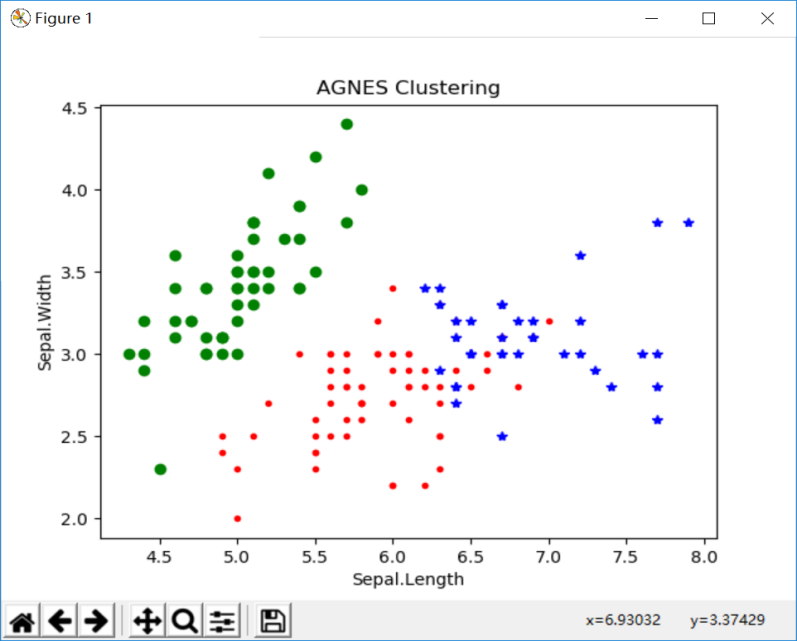 Figure 1
AGNES Clustering
4.5
4.0
3.5
3.0
2.5
2.0
Sepal.Width
4.5 5.0 5.5 6.0 6.5 7.0 7.5 8.0
Sepal.Length
x=6.93032 y=3.37429